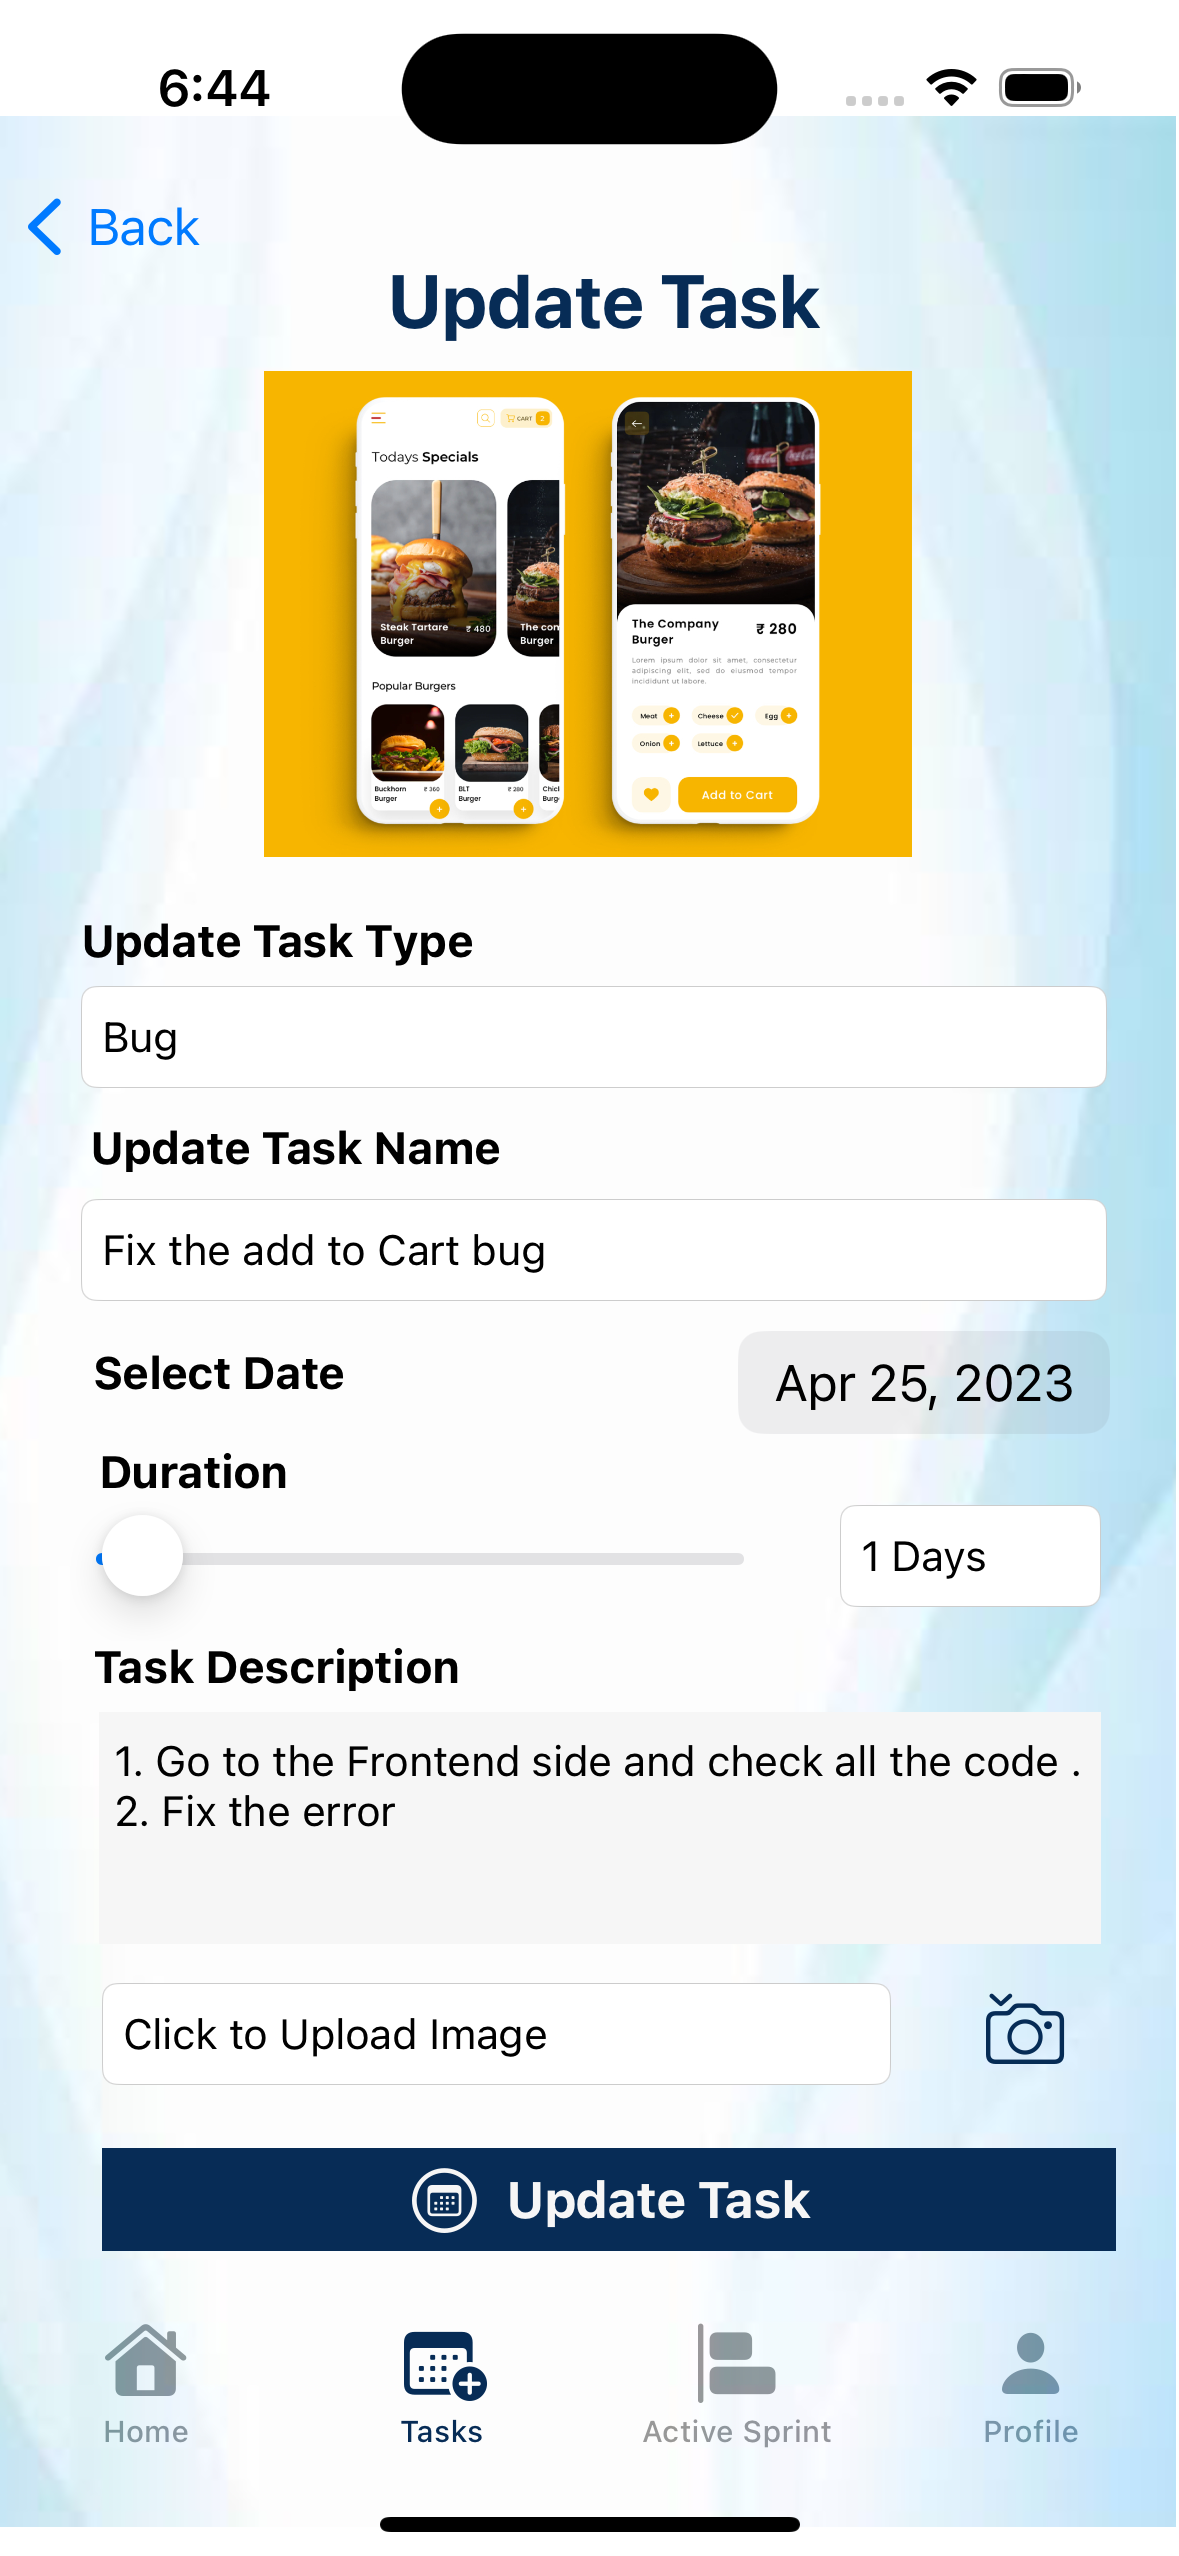 6:44
Back
Update Task
CART 2
Todays Specials
Steak Tartare
Burger
₹ 480
The com
Burger
Popular Burgers
Buckhorn
Burger
₹ 360
BLT
Burger
₹ 280
Chicl
Burg
The Company
Burger
₹ 280
Lorem ipsum dolor sit amet, consectetur
adipiscing elit, sed do eiusmod tempor
incididunt ut labore.
Meat
Cheese
Egg
Onion
Lettuce
Add to Cart
Update Task Type
Bug
Update Task Name
Fix the add to Cart bug
Select Date
Apr 25, 2023
Duration
1 Days
Task Description
1. Go to the Frontend side and check all the code .
2. Fix the error
Click to Upload Image
Update Task
Home
Tasks
Active Sprint
Profile